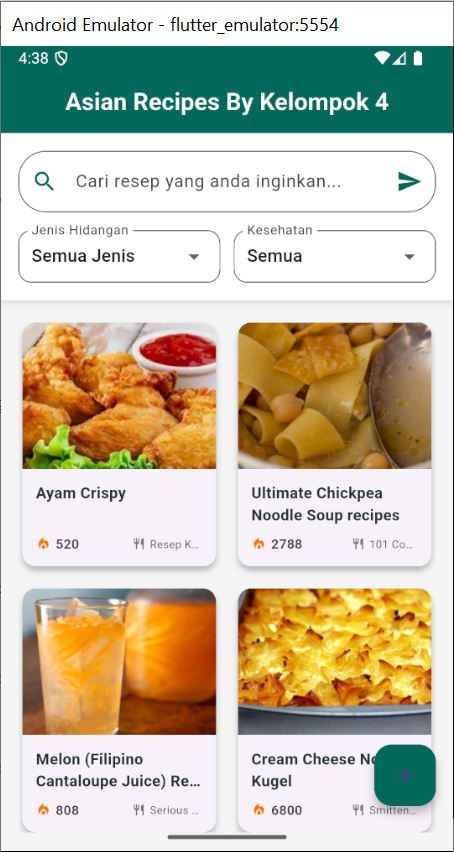 Android Emulator - flutter_emulator:5554
4:38
Asian Recipes By Kelompok 4
Cari resep yang anda inginkan...
Jenis Hidangan
Kesehatan
Semua Jenis
Semua
Ayam Crispy
520
Resep K...
Ultimate Chickpea
Noodle Soup recipes
2788
101 Co...
Melon (Filipino
Cantaloupe Juice) Re...
808
Serious ...
Cream Cheese No
Kugel
6800
Smitten...
+